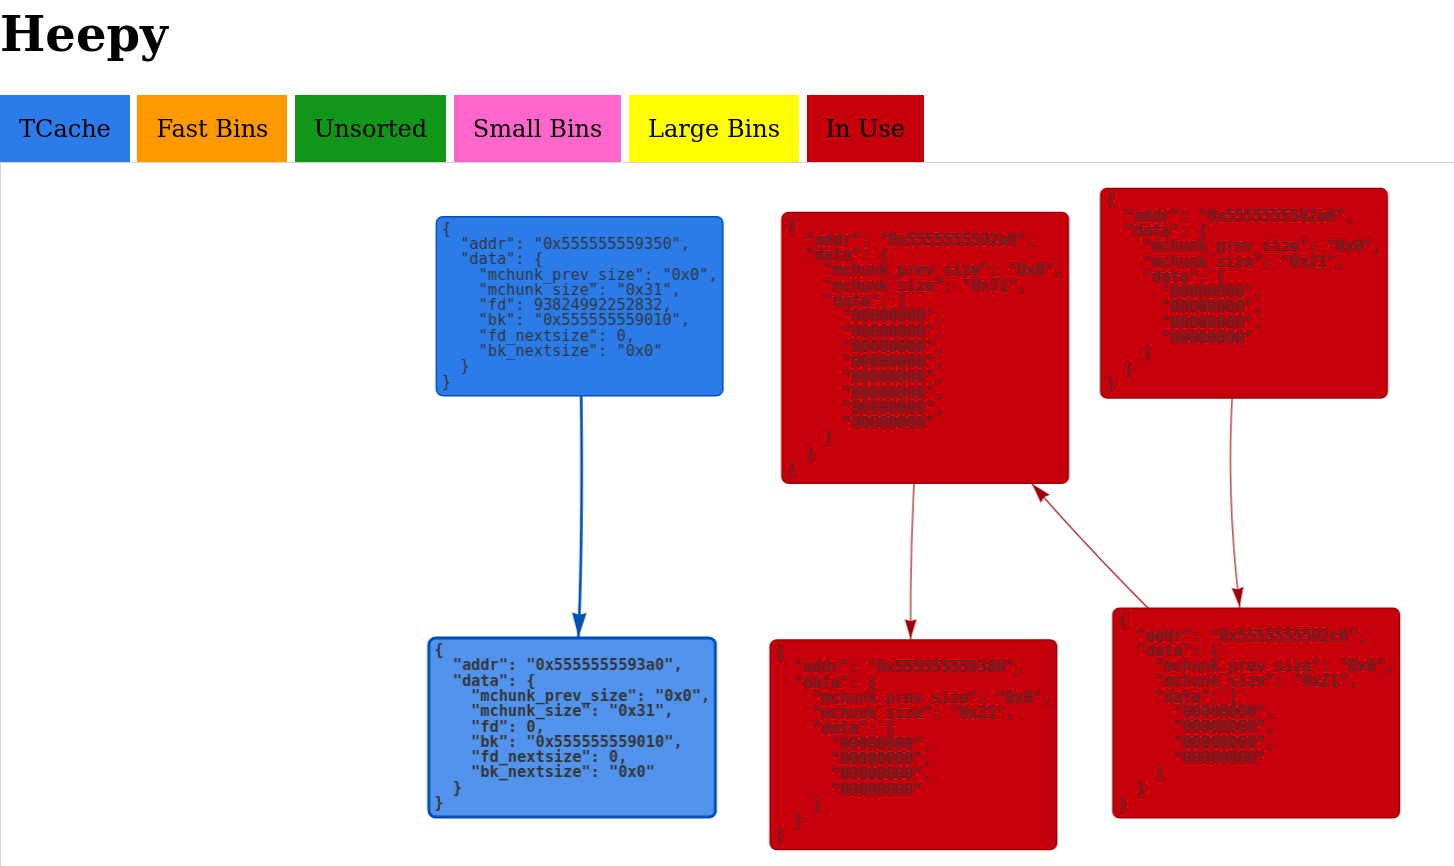 Heepy
TCache
Fast Bins
Unsorted
Small Bins
Large Bins
In Use
{
"addr": "0x555555559350",
"data": {
"mchunk_prev_size": "0x0",
"mchunk_size": "0x31",
"fd": 93824992252832,
"bk": "0x555555559010",
"fd_nextsize": 0,
"bk_nextsize": "0x0"
}
}
{
"addr": "0x5555555592e0",
"data": {
"mchunk_prev_size": "0x0",
"mchunk_size": "0x71",
"data": [
"00000000",
"00000000",
"00000000",
"00000000",
"00000000",
"00000000",
"00000000",
"00000000"
]
}
}
{
"addr": "0x5555555592a0",
"data": {
"mchunk_prev_size": "0x0",
"mchunk_size": "0x21",
"data": [
"00000000",
"00000000",
"00000000",
"00000000"
]
}
}
{
"addr": "0x5555555593a0",
"data": {
"mchunk_prev_size": "0x0",
"mchunk_size": "0x31",
"fd": 0,
"bk": "0x555555559010",
"fd_nextsize": 0,
"bk_nextsize": "0x0"
}
}
{
"addr": "0x555555559380",
"data": {
"mchunk_prev_size": "0x0",
"mchunk_size": "0x21",
"data": [
"00000000",
"00000000",
"00000000",
"00000000"
]
}
}
{
"addr": "0x5555555592c0",
"data": {
"mchunk_prev_size": "0x0",
"mchunk_size": "0x21",
"data": [
"00000000",
"00000000",
"00000000",
"00000000"
]
}
}